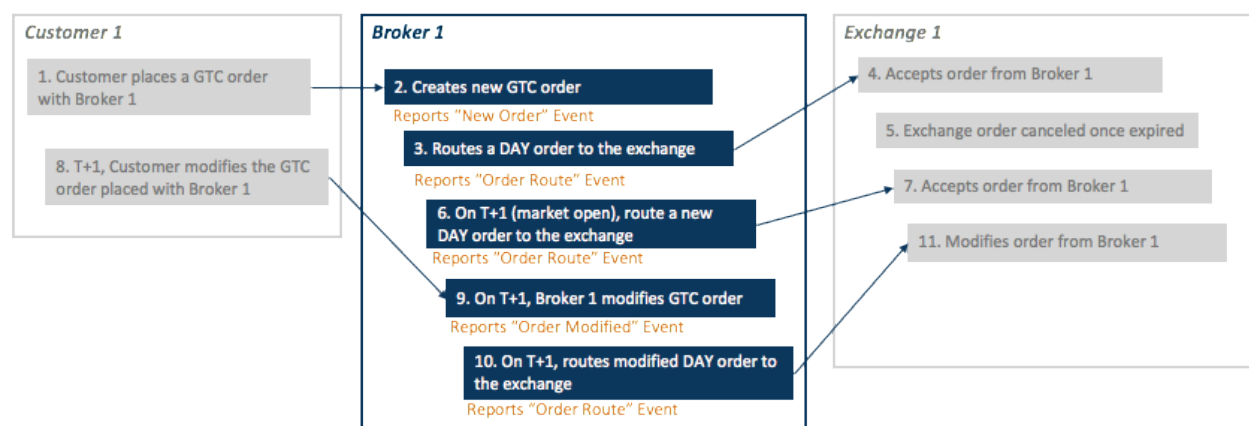 Customer 1
1. Customer places a GTC order
with Broker 1
8. T+1, Customer modifies the GTC
order placed with Broker 1
Broker 1
2. Creates new GTC order
Reports "New Order" Event
3. Routes a DAY order to the exchange
Reports "Order Route" Event
6. On T+1 (market open), route a new
DAY order to the exchange
Reports "Order Route" Event
9. On T+1, Broker 1 modifies GTC order
Reports "Order Modified" Event
10. On T+1, routes modified DAY order to
the exchange
Reports "Order Route" Event
Exchange 1
4. Accepts order from Broker 1
5. Exchange order canceled once expired
7. Accepts order from Broker 1
11. Modifies order from Broker 1